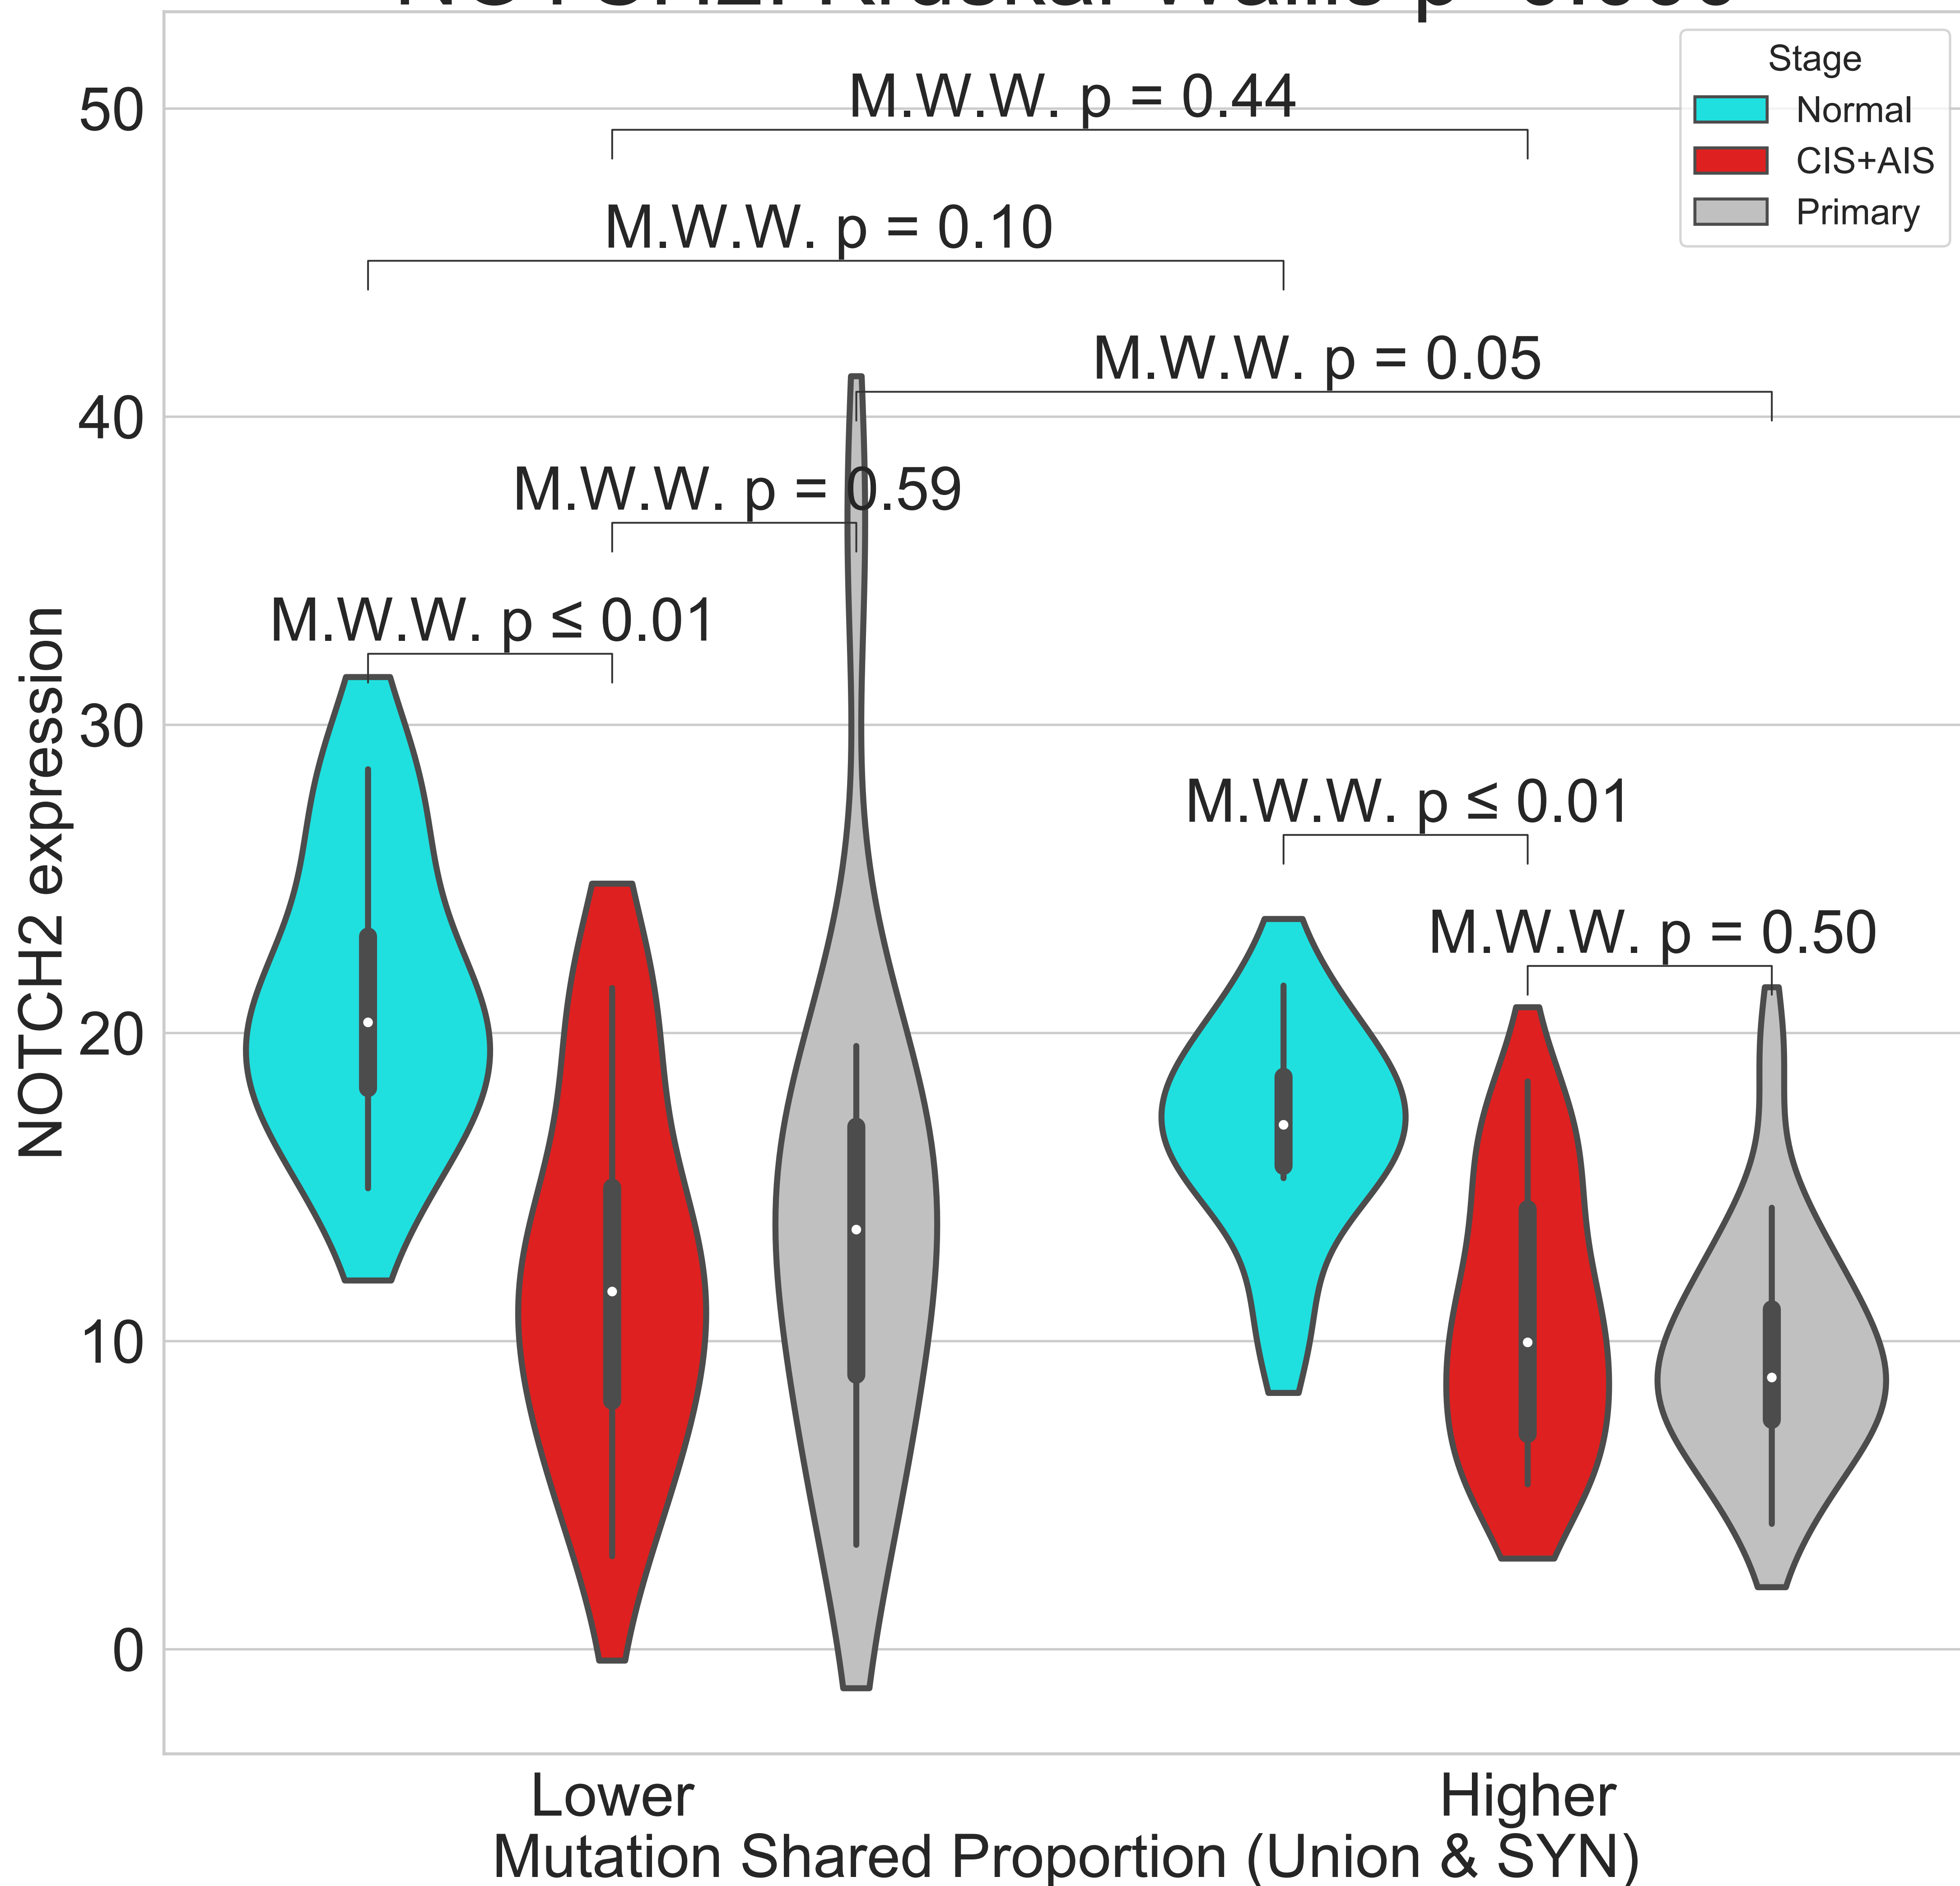 Stage
Normal
CIS+AIS
Primary
M.W.W. p = 0.44
M.W.W. p = 0.10
M.W.W. p = 0.05
M.W.W. p = 0.59
M.W.W. p ≤ 0.01
M.W.W. p ≤ 0.01
M.W.W. p = 0.50
50
40
30
20
10
0
NOTCH2 expression
Lower
Higher
Mutation Shared Proportion (Union & SYN)